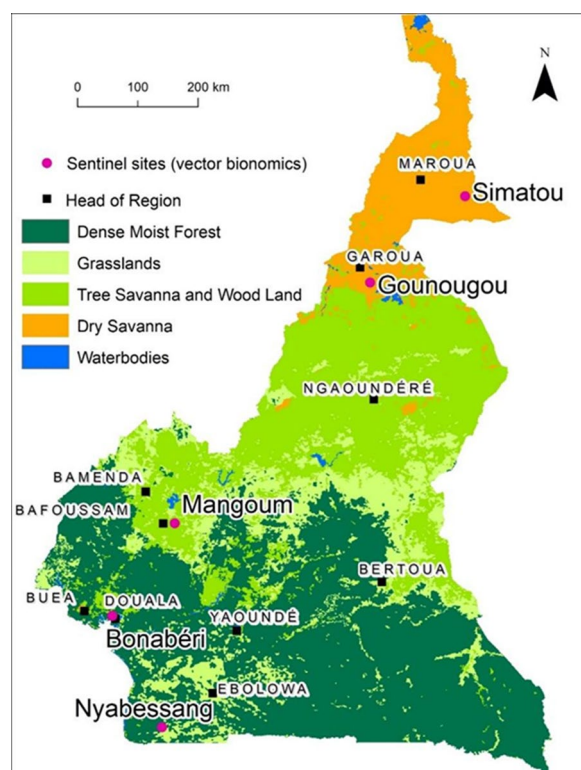 N
0 100 200 km
Sentinel sites (vector bionomics)
Head of Region
Dense Moist Forest
Grasslands
Tree Savanna and Wood Land
Dry Savanna
Waterbodies
MAROUA
Simatou
GAROUA
Gounougou
NGAOUNDÉRÉ
BAMENDA
Mangoum
BAFOUSSAM
BERTOUA
BUEA
DOUALA
YAOUNDÉ
Bonabéri
EBOLOWA
Nyabessang